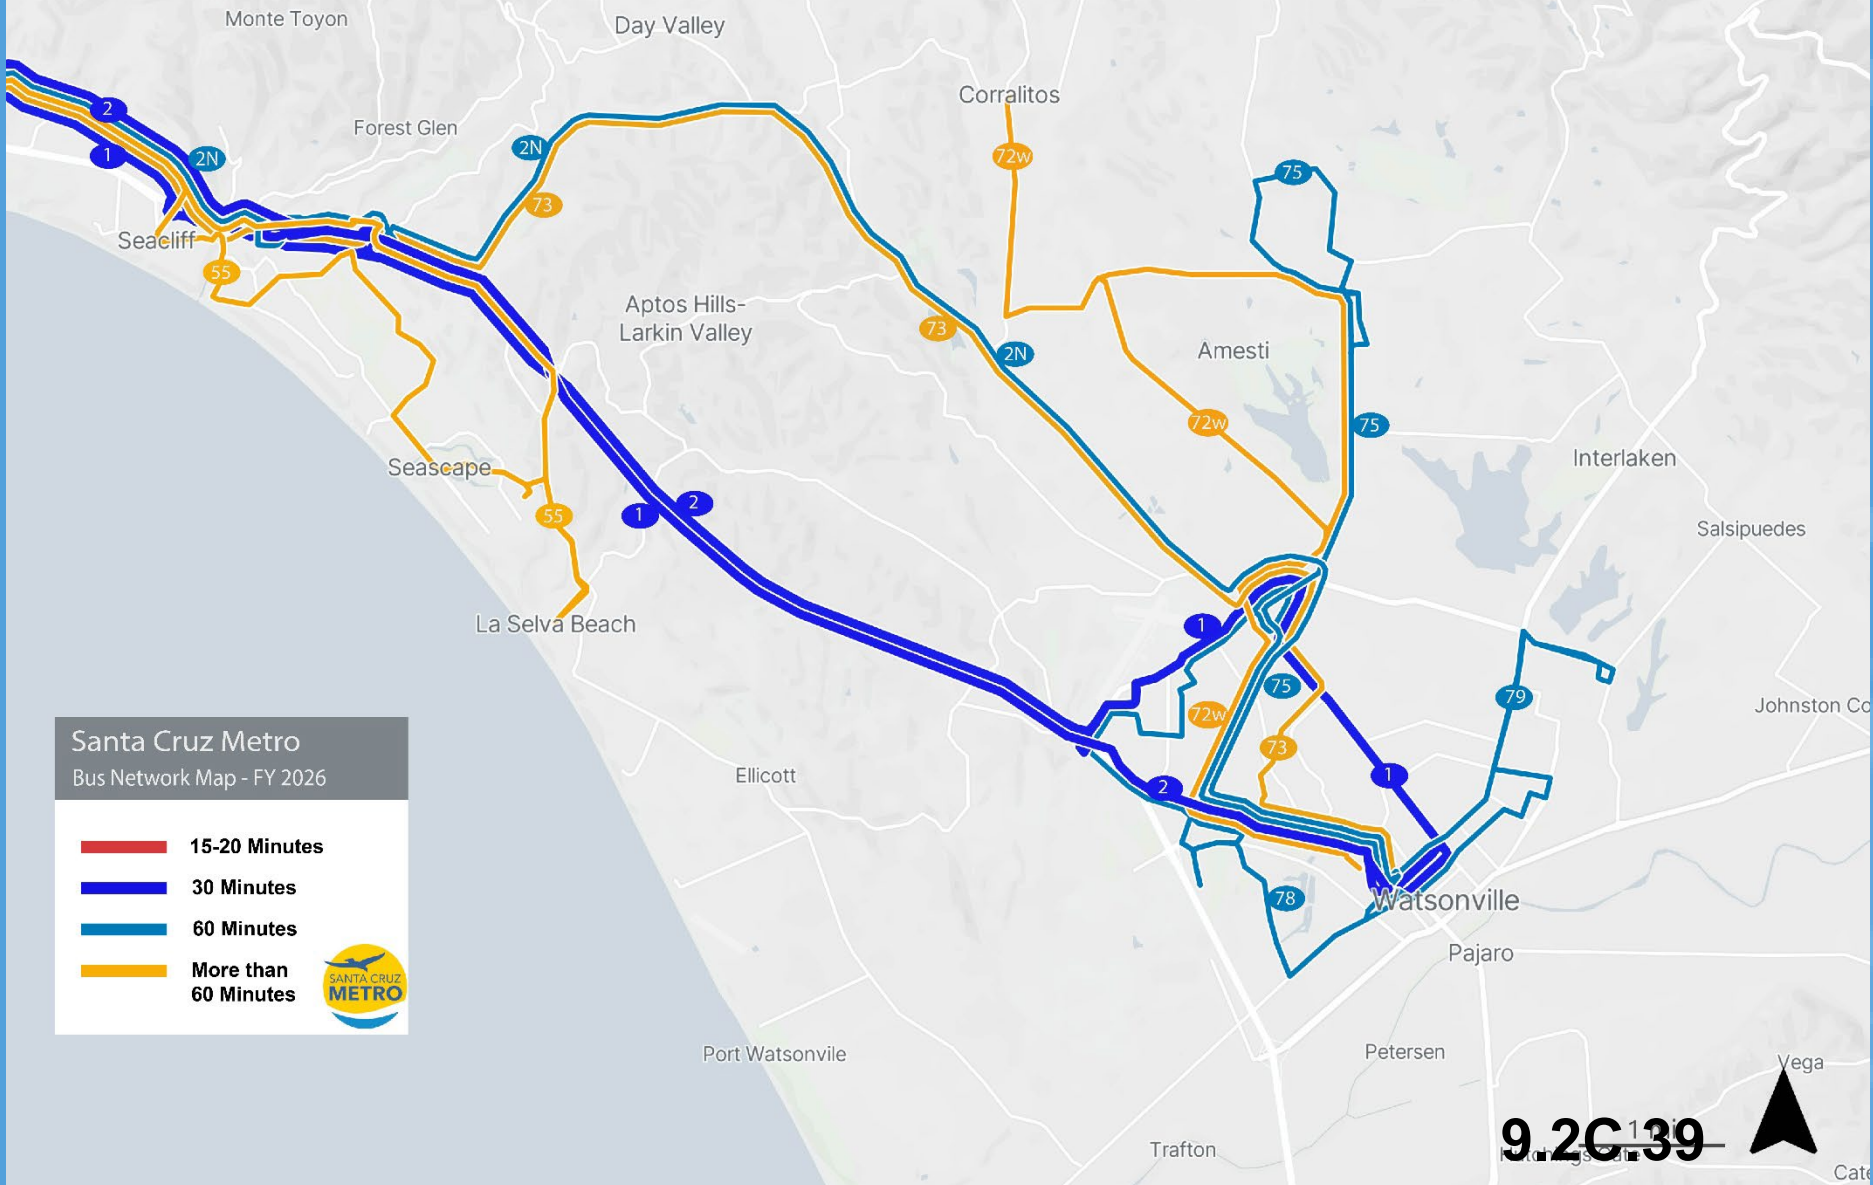 Monte Toyon
Day Valley
Corralitos
2
Forest Glen
2N
1
2N
72w
75
73
Seacliff
55
Aptos Hills-
Larkin Valley
73
2N
Amesti
72w
75
Interlaken
Seascape
55
1
2
Salsipuedes
La Selva Beach
1
75
79
Johnston Co
72w
73
Ellicott
2
1
78
Watsonville
Pajaro
Santa Cruz Metro
Bus Network Map - FY 2026
15-20 Minutes
30 Minutes
60 Minutes
More than
60 Minutes
SANTA CRUZ
METRO
Port Watsonvile
Petersen
Vega
Trafton
1 mi
9.2C.39
Cate